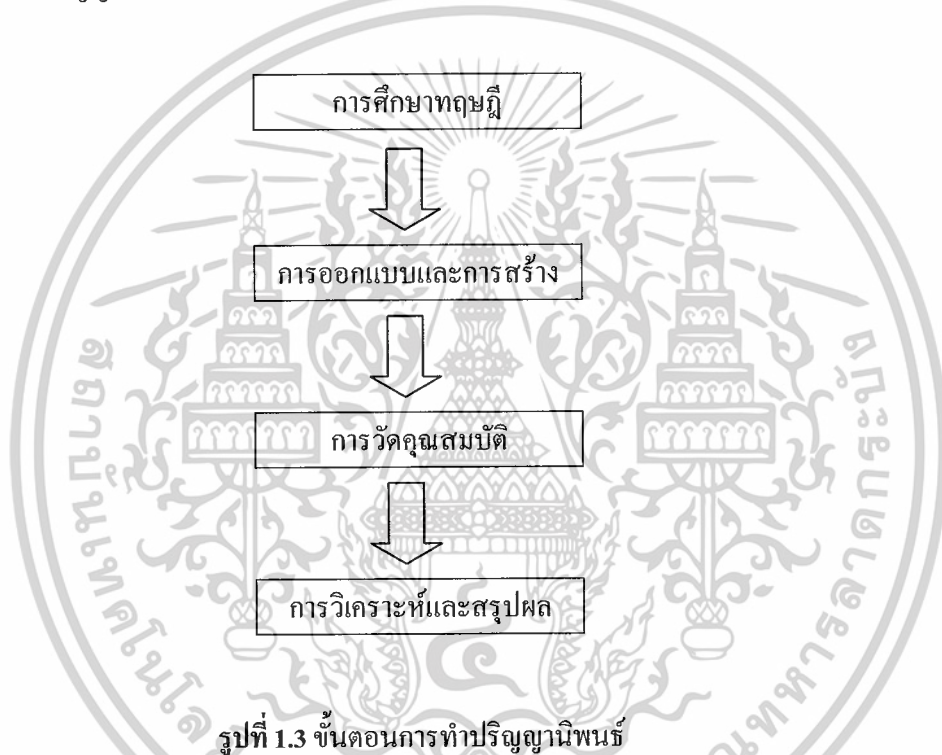 การศึกษาทฤษฎี
การออกแบบและการสร้าง
การวัดคุณสมบัติ
การวิเคราะห์และสรุปผล
รูปที่ 1.3 ขั้นตอนการทำปริญญานิพนธ์